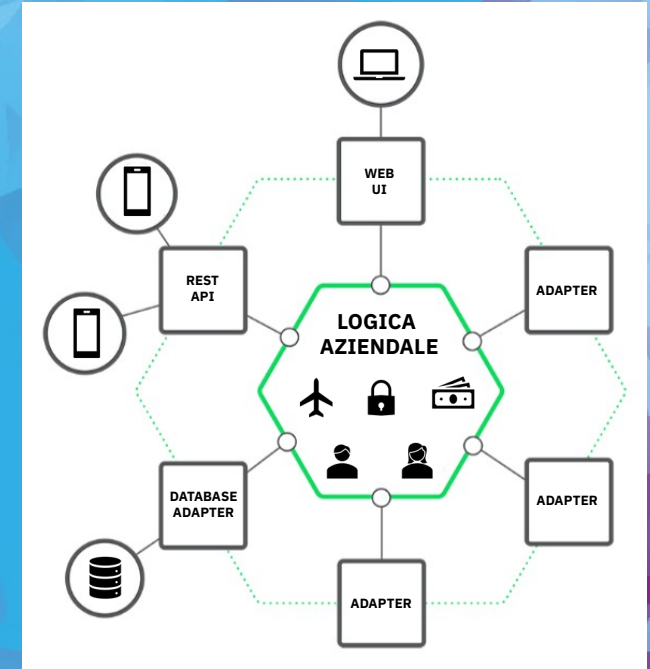 WEB
UI
REST
API
ADAPTER
LOGICA
AZIENDALE
DATABASE
ADAPTER
ADAPTER
ADAPTER